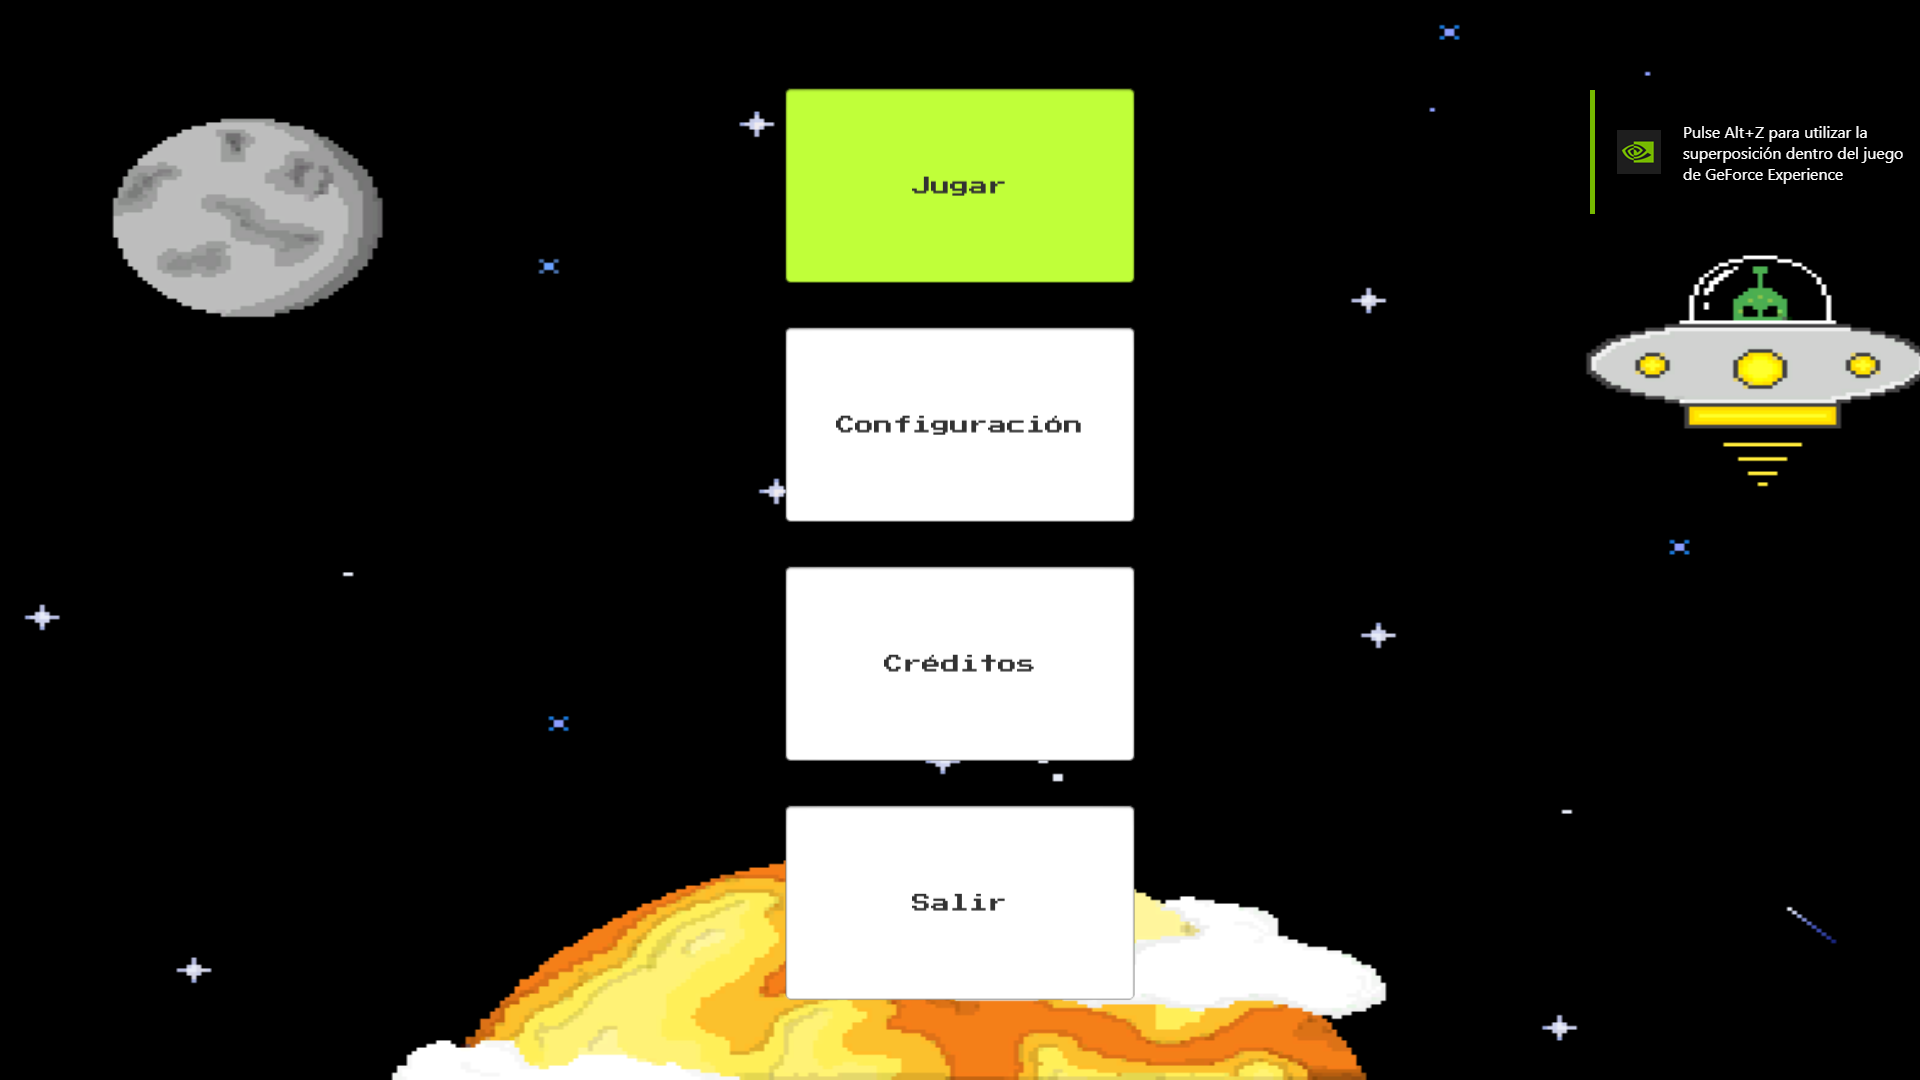 Jugar
Pulse Alt+Z para utilizar la
superposición dentro del juego
de GeForce Experience
Configuración
Créditos
Salir